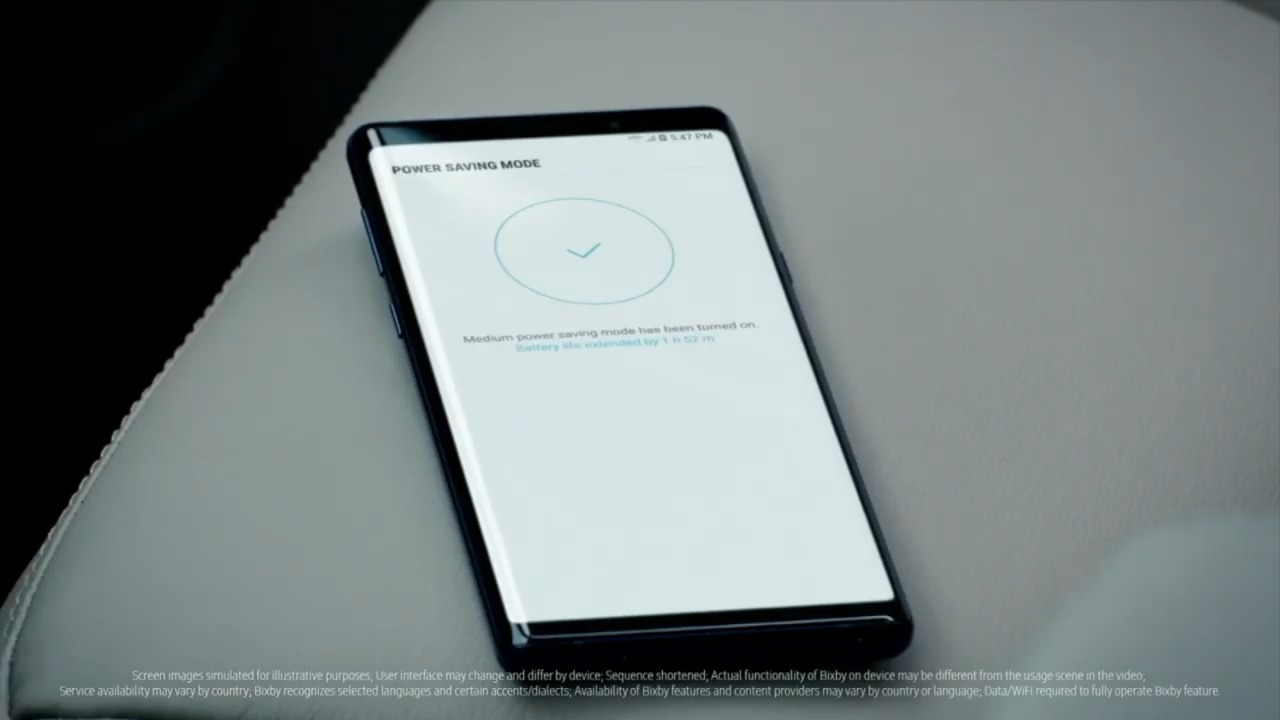 5:47 PM
POWER SAVING MODE
Medium power saving mode has been turned on.
Battery life extended by 1 h 52 m
Screen images simulated for illustrative purposes; User interface may change and differ by device; Sequence shortened; Actual functionality of Bixby on device may be different from the usage scene in the video;
Service availability may vary by country; Bixby recognizes selected languages and certain accents/dialects; Availability of Bixby features and content providers may vary by country or language; Data/WiFi required to fully operate Bixby feature.